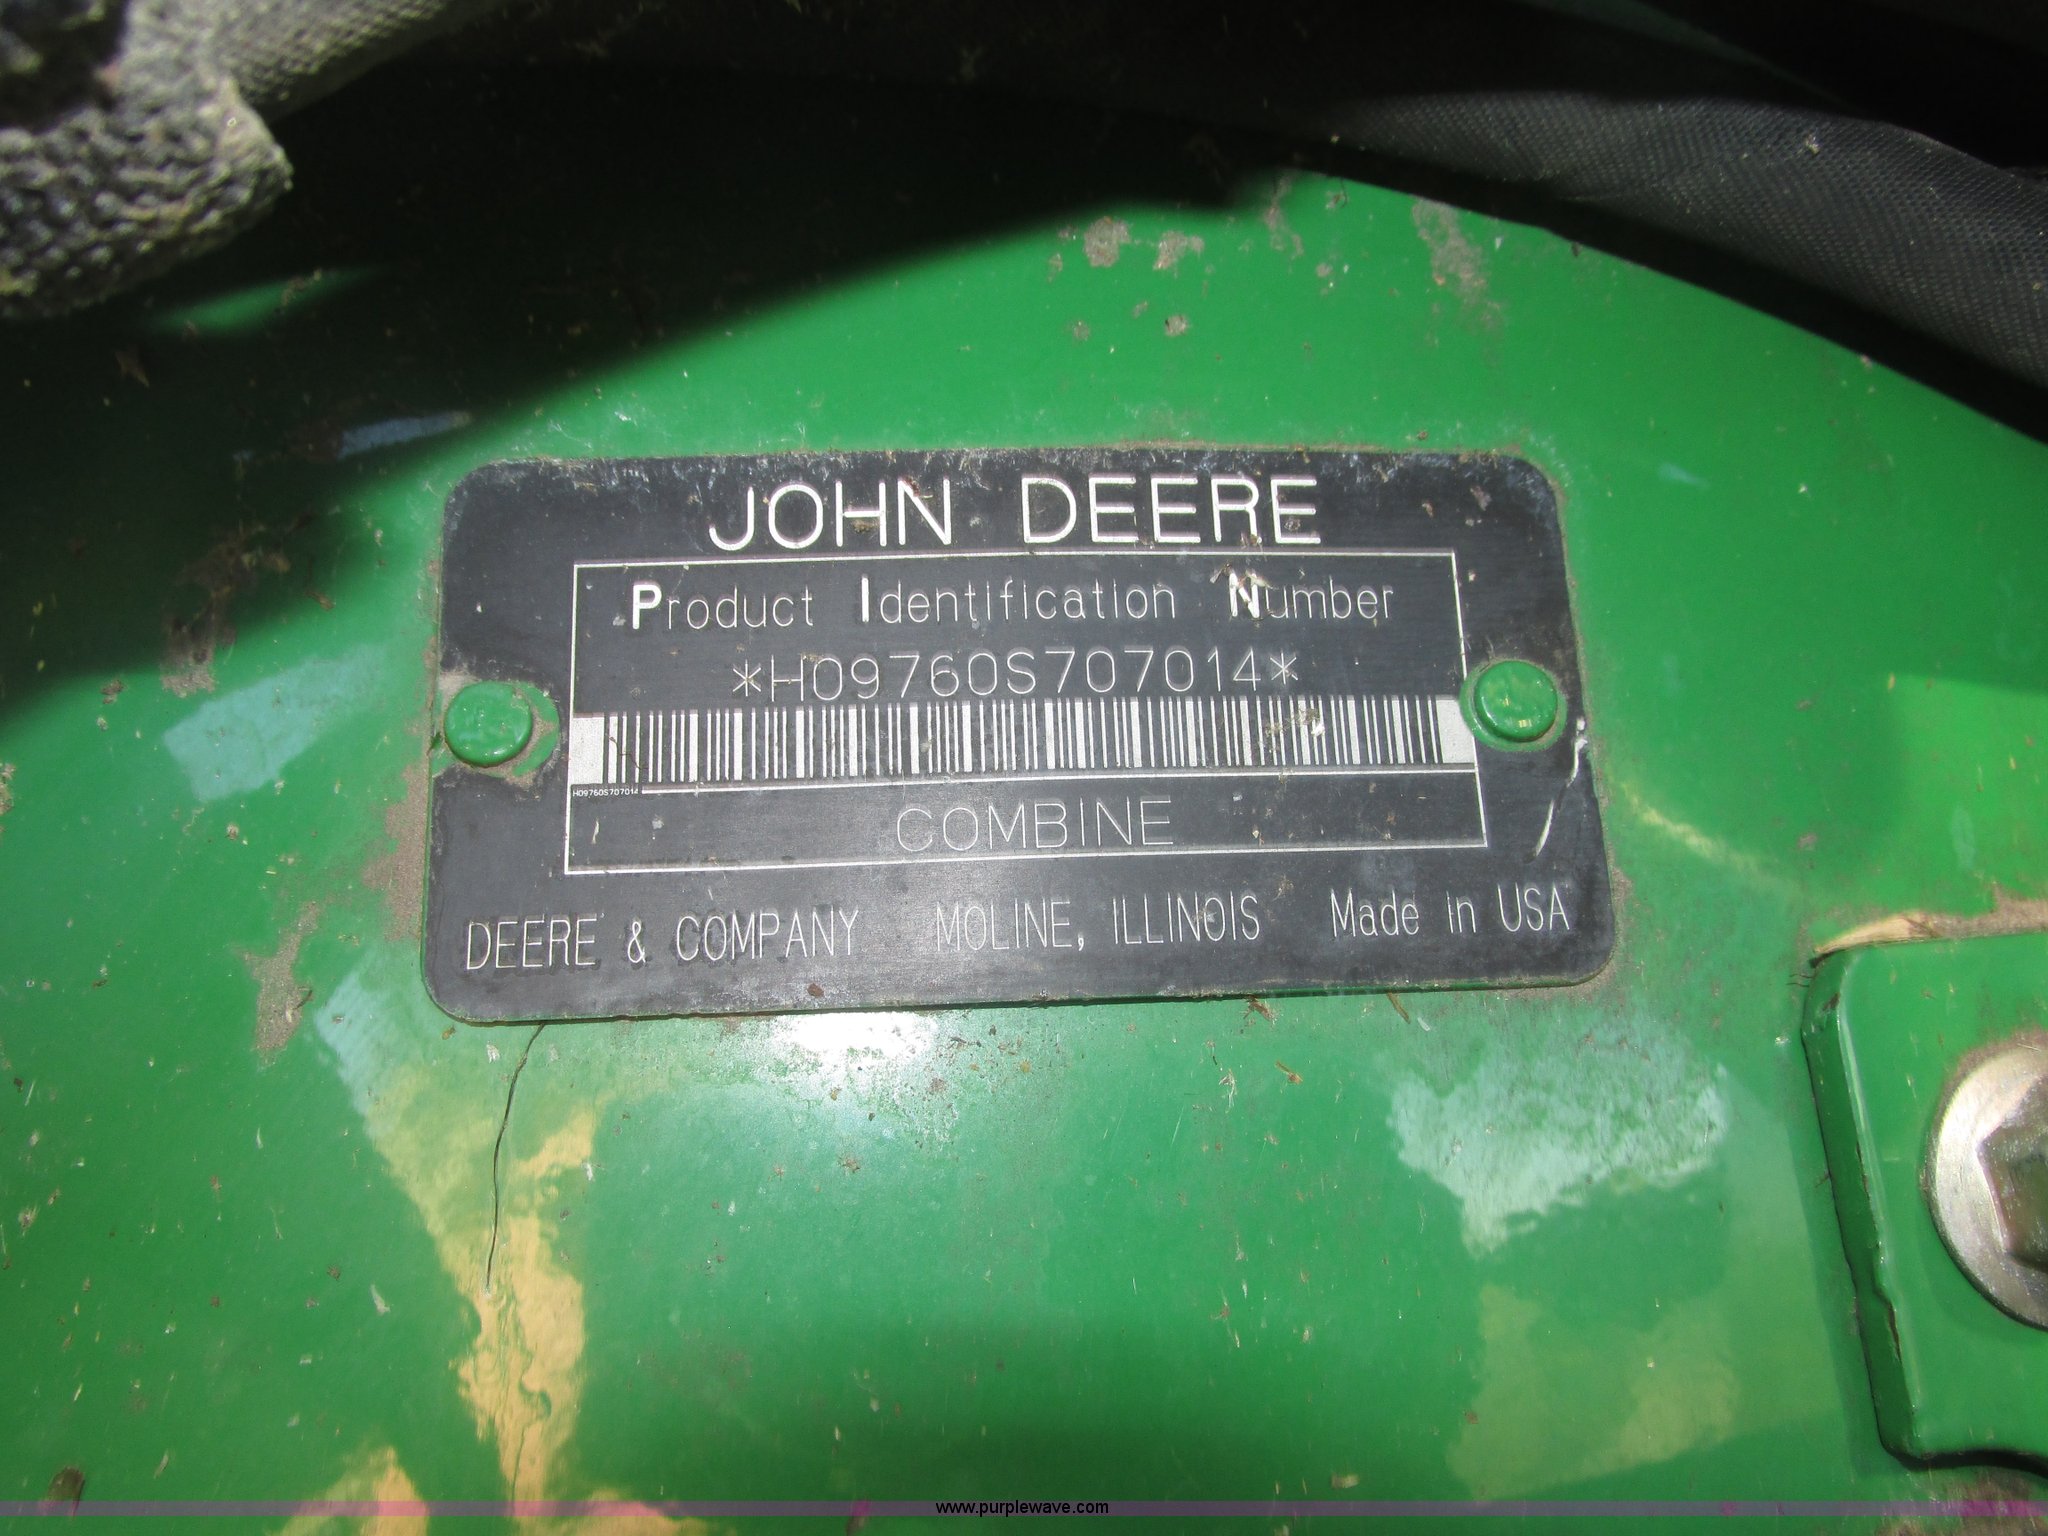 JOHN DEERE
Product Identification Number
*H09760S707014*
H09760S707014
COMBINE
DEERE & COMPANY MOLINE, ILLINOIS Made in USA
www.purplewave.com